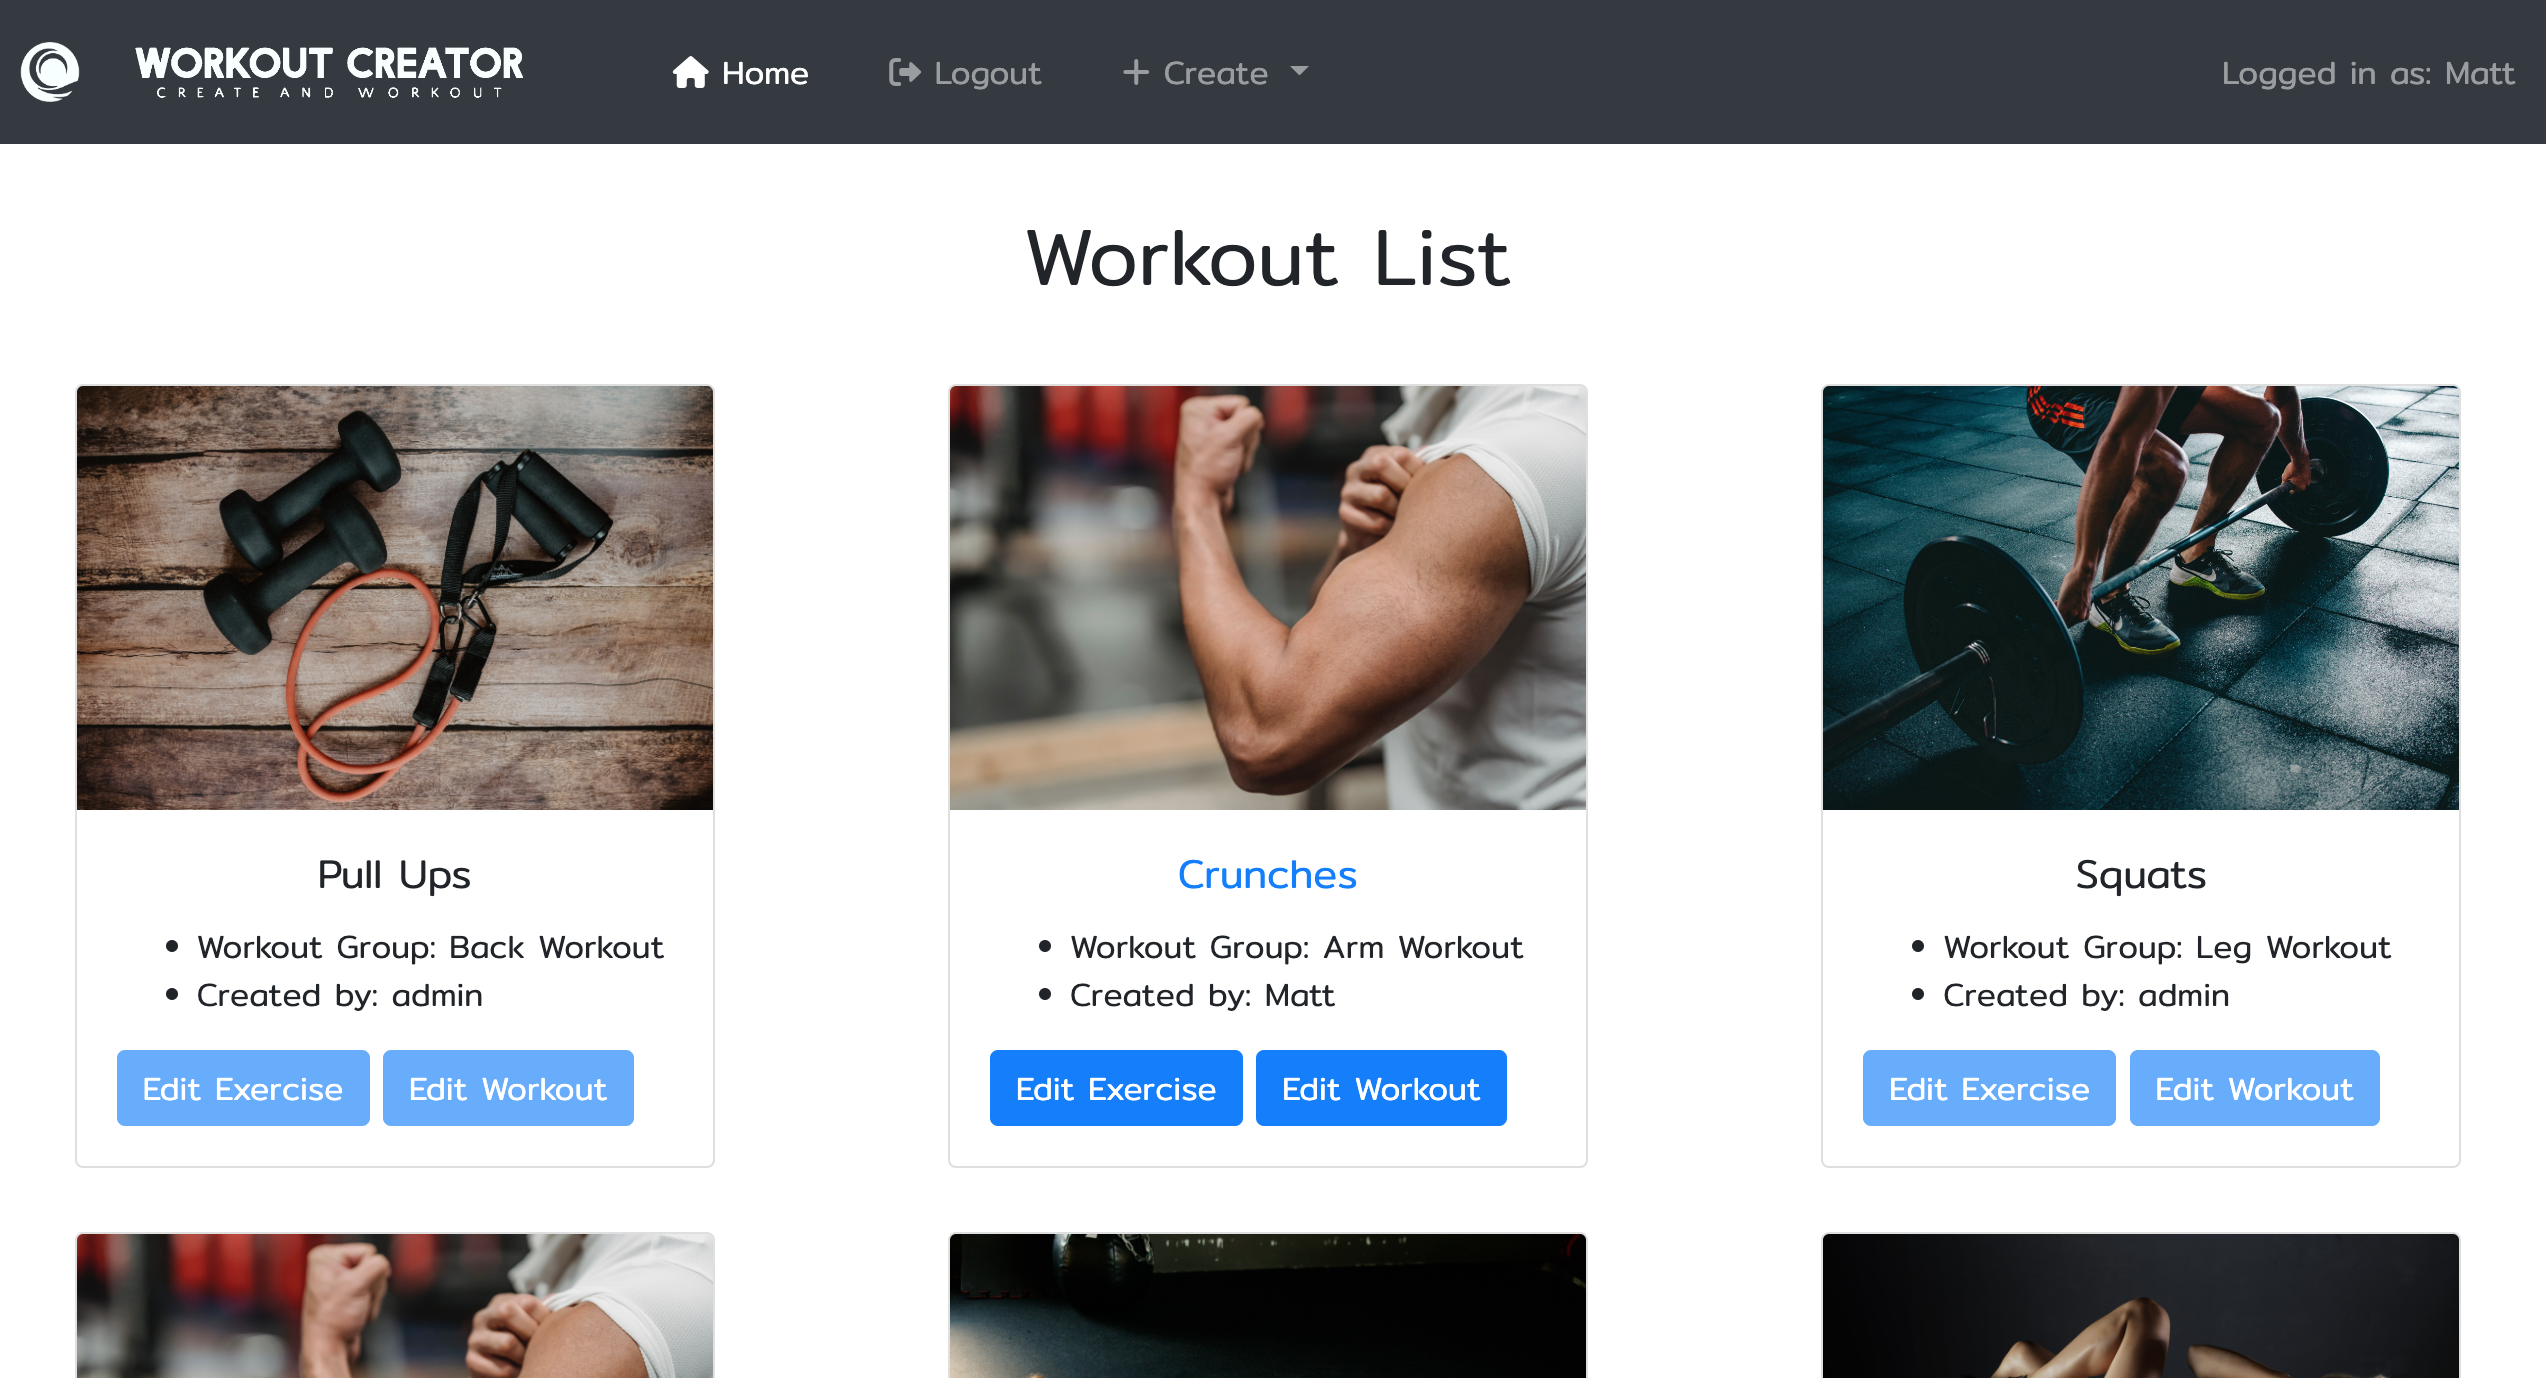 WORKOUT CREATOR
CREATE AND WORKOUT
Home
Logout
Create
Logged in as: Matt
Workout List
Pull Ups
Workout Group: Back Workout
Created by: admin
Edit Exercise
Edit Workout
Crunches
Workout Group: Arm Workout
Created by: Matt
Edit Exercise
Edit Workout
Squats
Workout Group: Leg Workout
Created by: admin
Edit Exercise
Edit Workout